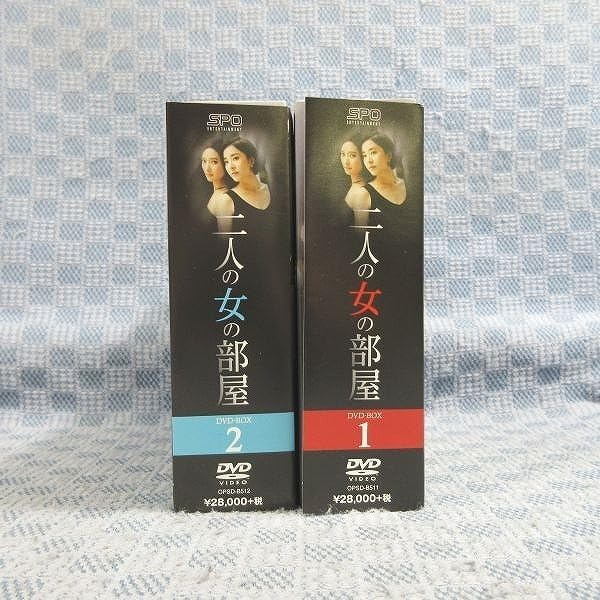 SPO
ENTERTAINMENT
二人の女の部屋
DVD-BOX
2
DVD
VIDEO
OPSD-B512
¥28,000+税
SPO
ENTERTAINMENT
二人の女の部屋
DVD-BOX
1
DVD
VIDEO
OPSD-B511
¥28,000+税